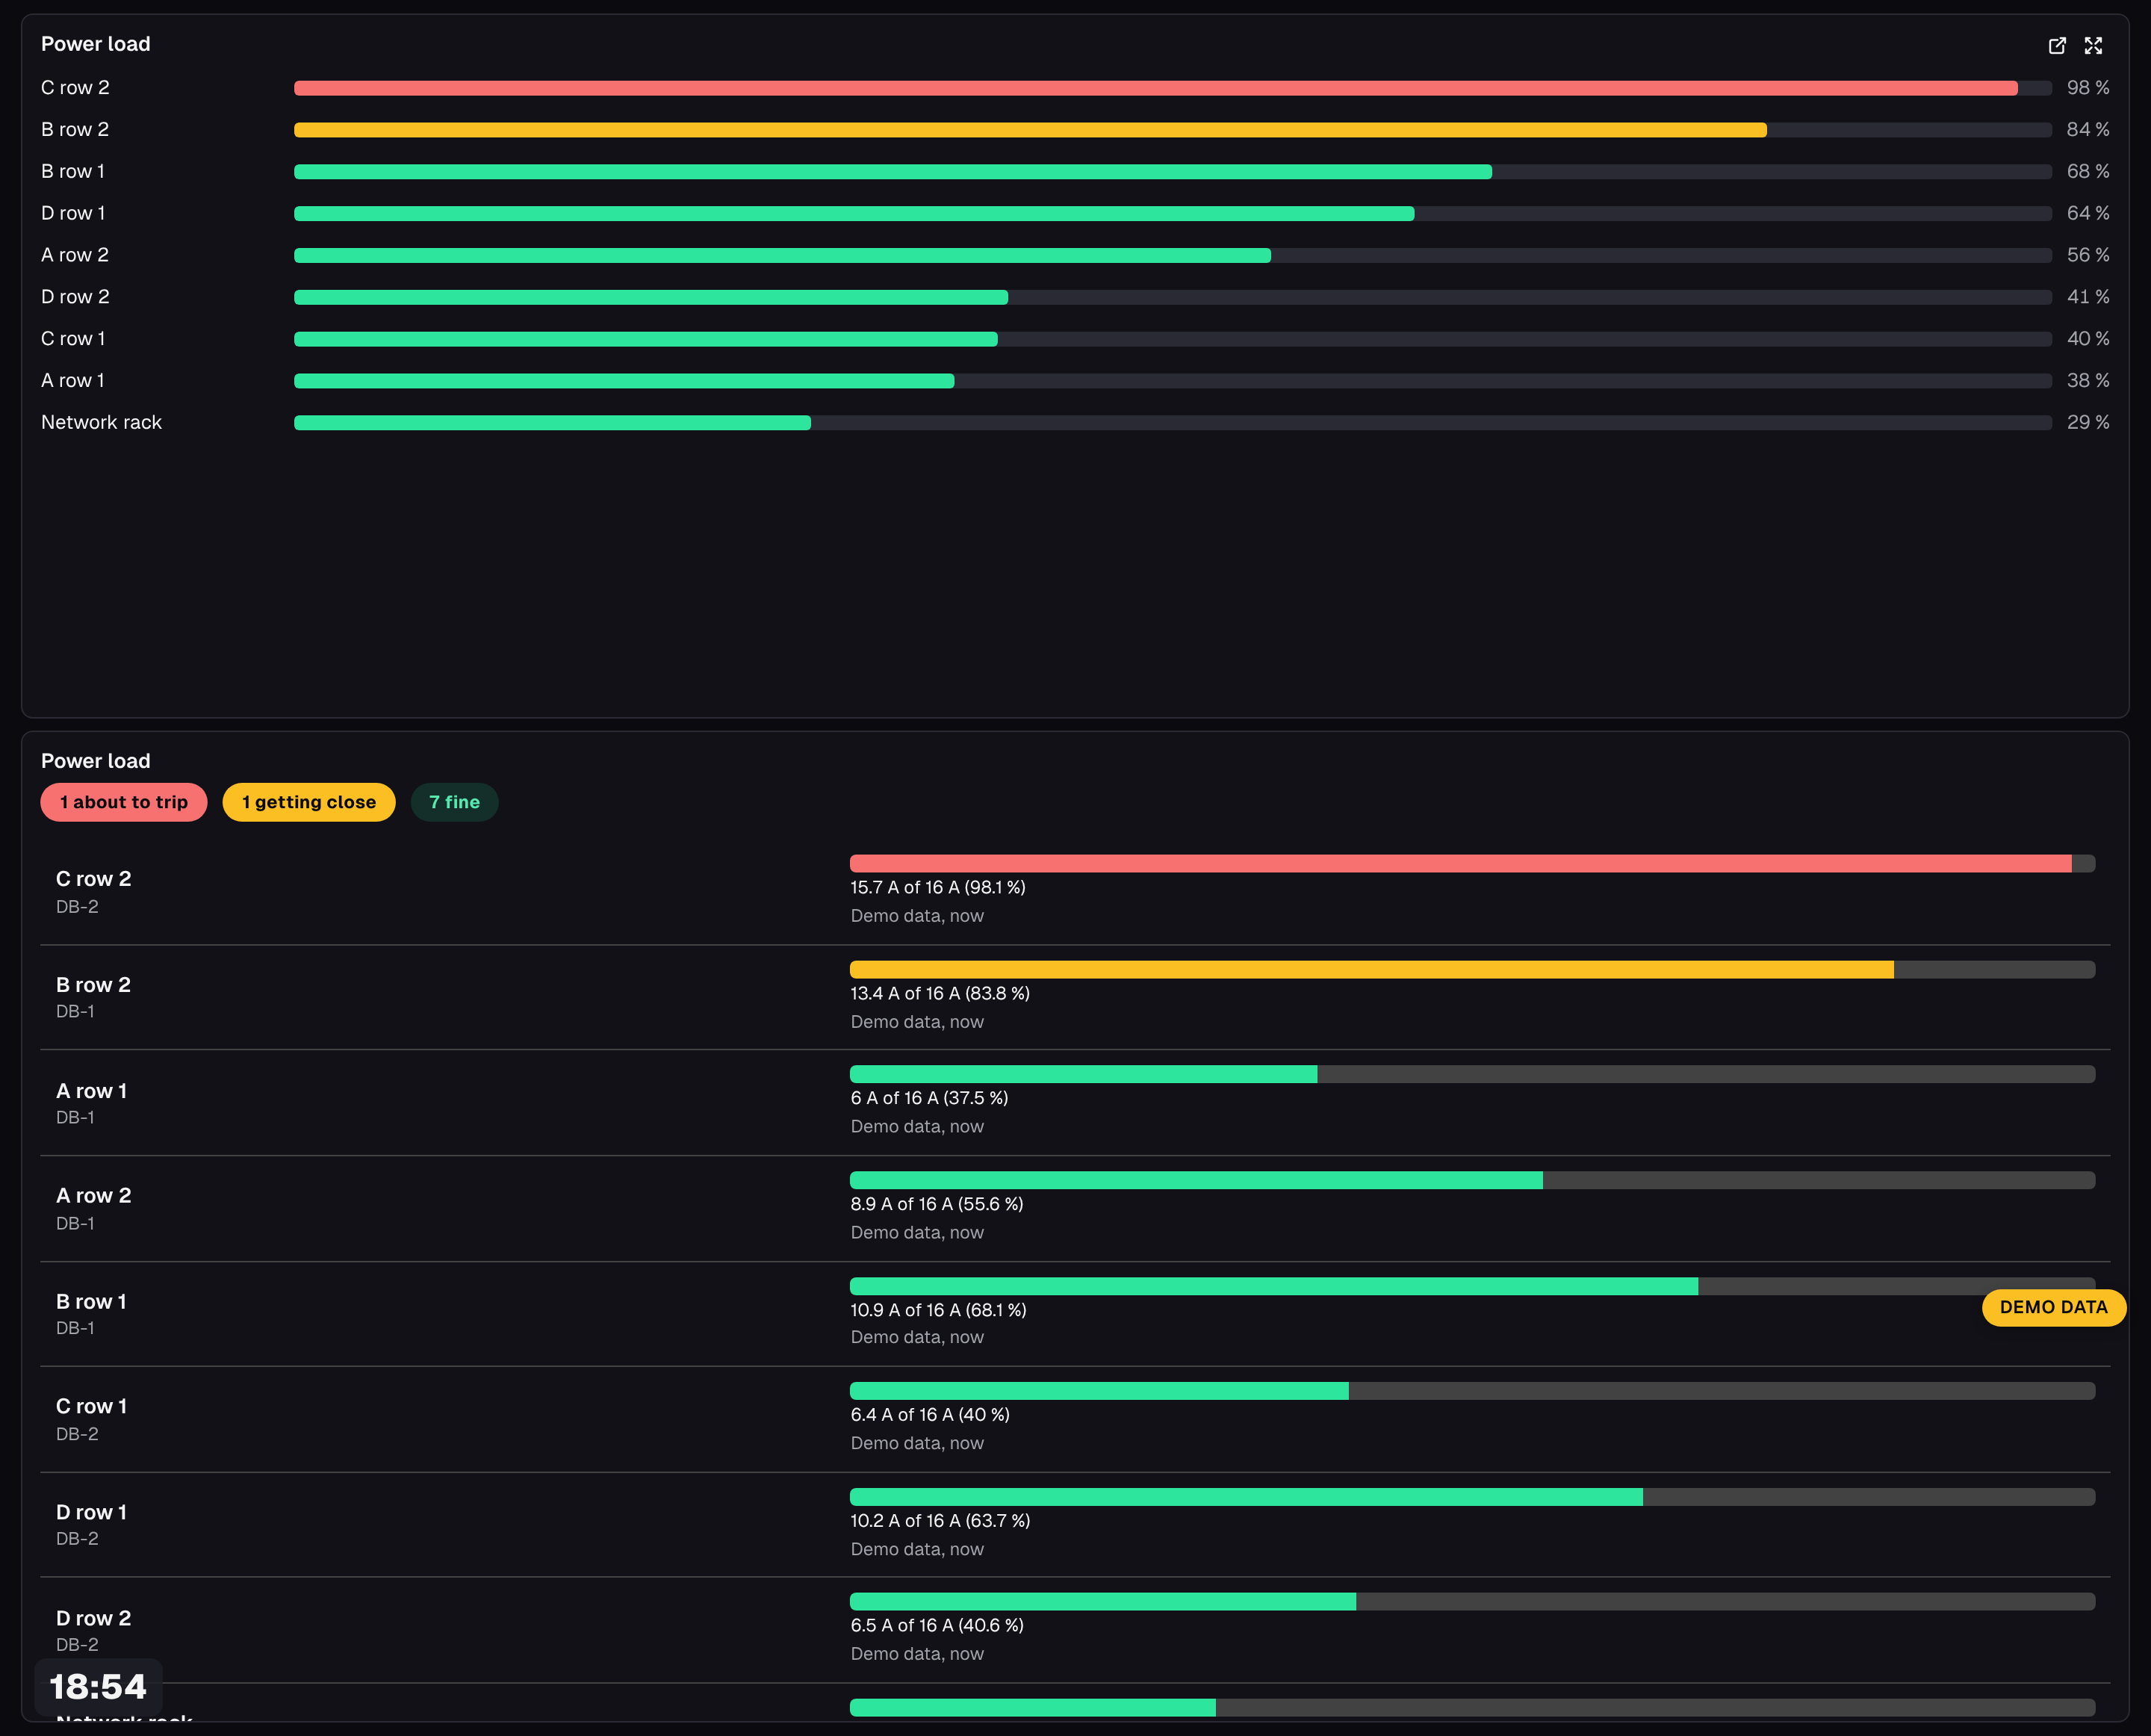 Power load
C row 2 98 %
B row 2 84 %
B row 1 68 %
D row 1 64 %
A row 2 56 %
D row 2 41 %
C row 1 40 %
A row 1 38 %
Network rack 29 %
Power load
1 about to trip 1 getting close 7 fine
C row 2
DB-2
15.7 A of 16 A (98.1 %)
Demo data, now
B row 2
DB-1
13.4 A of 16 A (83.8 %)
Demo data, now
A row 1
DB-1
6 A of 16 A (37.5 %)
Demo data, now
A row 2
DB-1
8.9 A of 16 A (55.6 %)
Demo data, now
B row 1
DB-1
10.9 A of 16 A (68.1 %)
Demo data, now
DEMO DATA
C row 1
DB-2
6.4 A of 16 A (40 %)
Demo data, now
D row 1
DB-2
10.2 A of 16 A (63.7 %)
Demo data, now
D row 2
DB-2
6.5 A of 16 A (40.6 %)
Demo data, now
18:54
Network rack